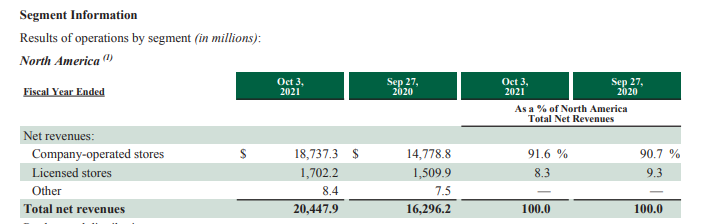 Segment Information
Results of operations by segment (in millions):
North America (1)
Oct 3, Sep 27, Oct 3, Sep 27,
Fiscal Year Ended 2021 2020 2021 2020
As a % of North America
Total Net Revenues
Net revenues:
Company-operated stores $ 18,737.3 $ 14,778.8 91.6 % 90.7 %
Licensed stores 1,702.2 1,509.9 8.3 9.3
Other 8.4 7.5 — —
Total net revenues 20,447.9 16,296.2 100.0 100.0